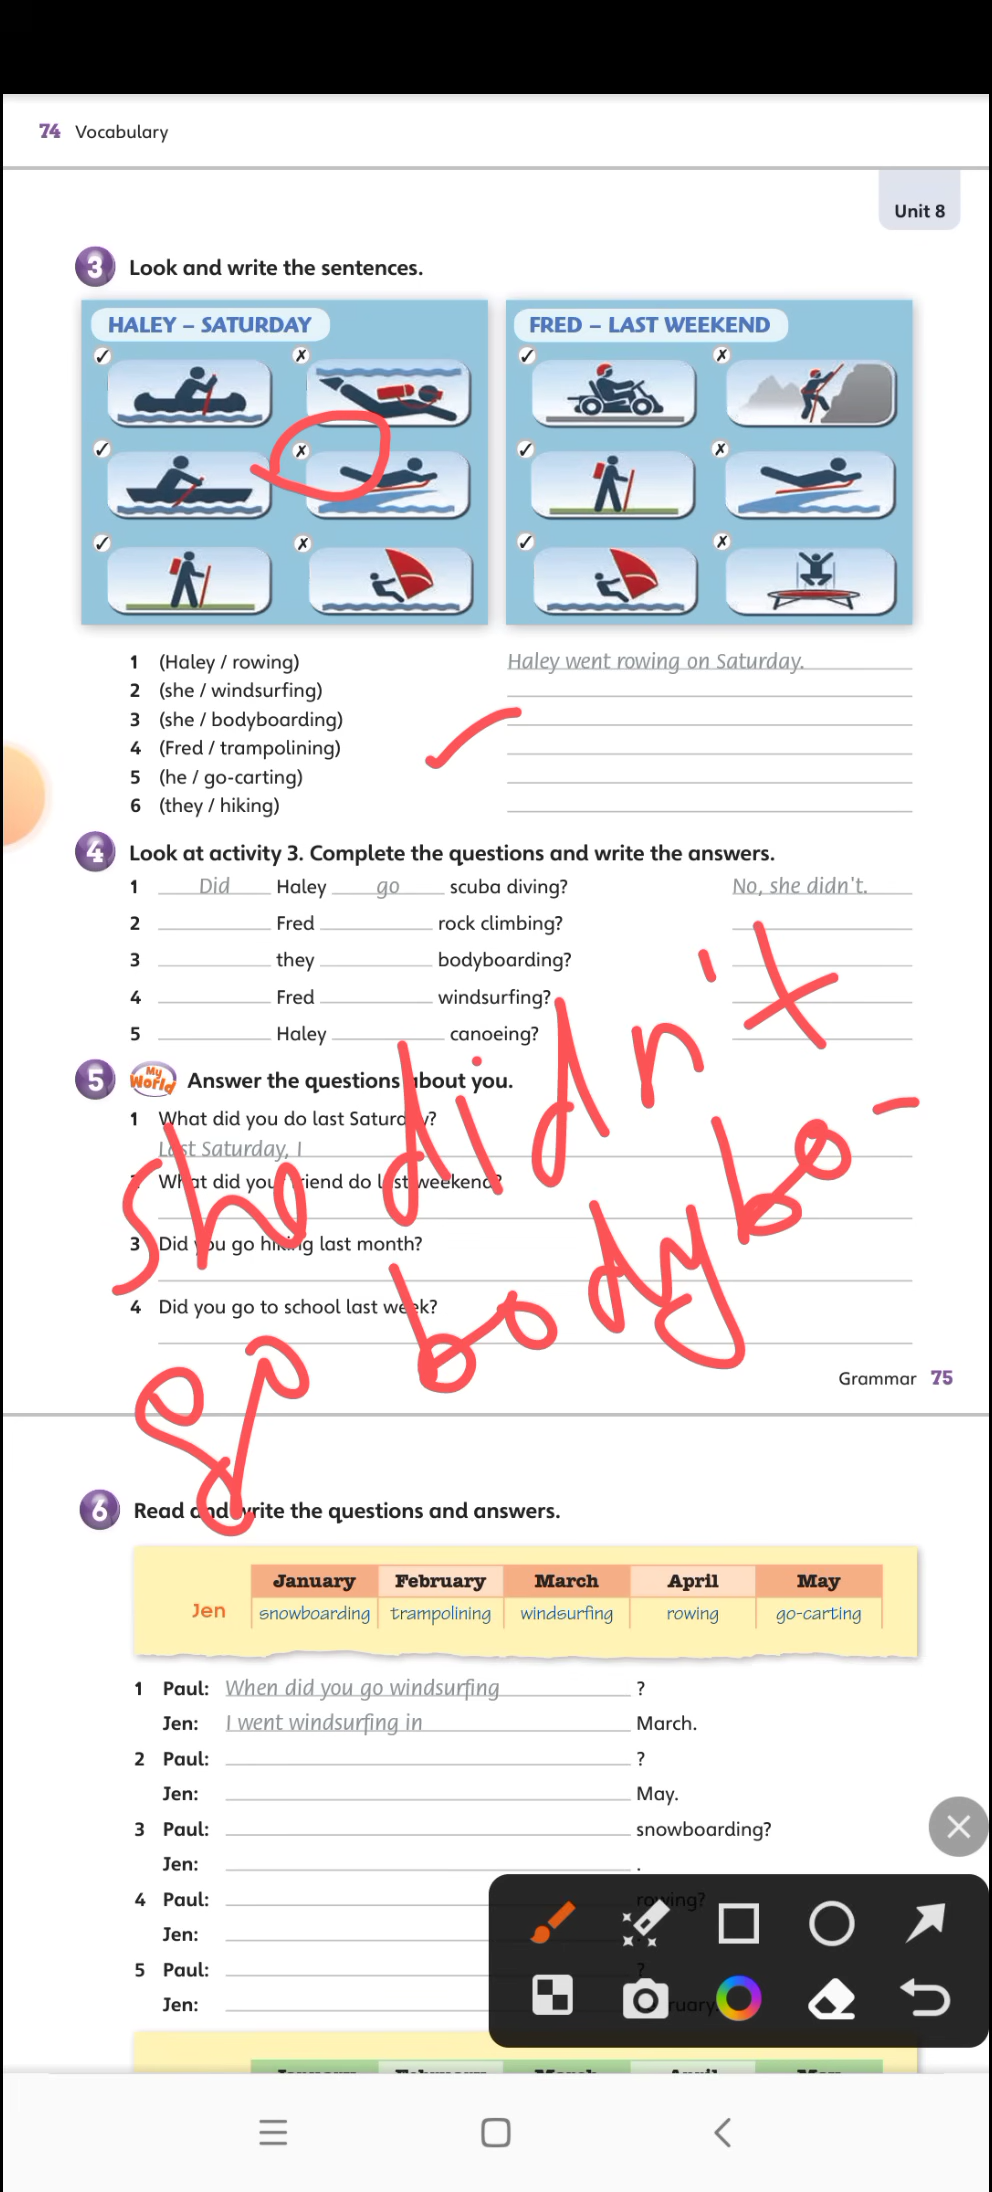 74 Vocabulary
Unit 8
3 Look and write the sentences.
HALEY – SATURDAY
FRED – LAST WEEKEND
1 (Haley / rowing) Haley went rowing on Saturday.
2 (she / windsurfing)
3 (she / bodyboarding)
4 (Fred / trampolining)
5 (he / go-carting)
6 (they / hiking)
4 Look at activity 3. Complete the questions and write the answers.
1 Did Haley go scuba diving? No, she didn't.
2 Fred rock climbing?
3 they bodyboarding?
4 Fred windsurfing?
5 Haley canoeing?
she didn't
go bodybo-
5 My World Answer the questions about you.
1 What did you do last Saturday?
Last Saturday, I
2 What did your friend do last weekend?
3 Did you go hiking last month?
4 Did you go to school last week?
Grammar 75
6 Read and write the questions and answers.
January February March April May
Jen snowboarding trampolining windsurfing rowing go-carting
1 Paul: When did you go windsurfing ?
Jen: I went windsurfing in March.
2 Paul: ?
Jen: May.
3 Paul: snowboarding?
Jen: .
4 Paul: rowing?
Jen:
5 Paul: ?
Jen: ruary.